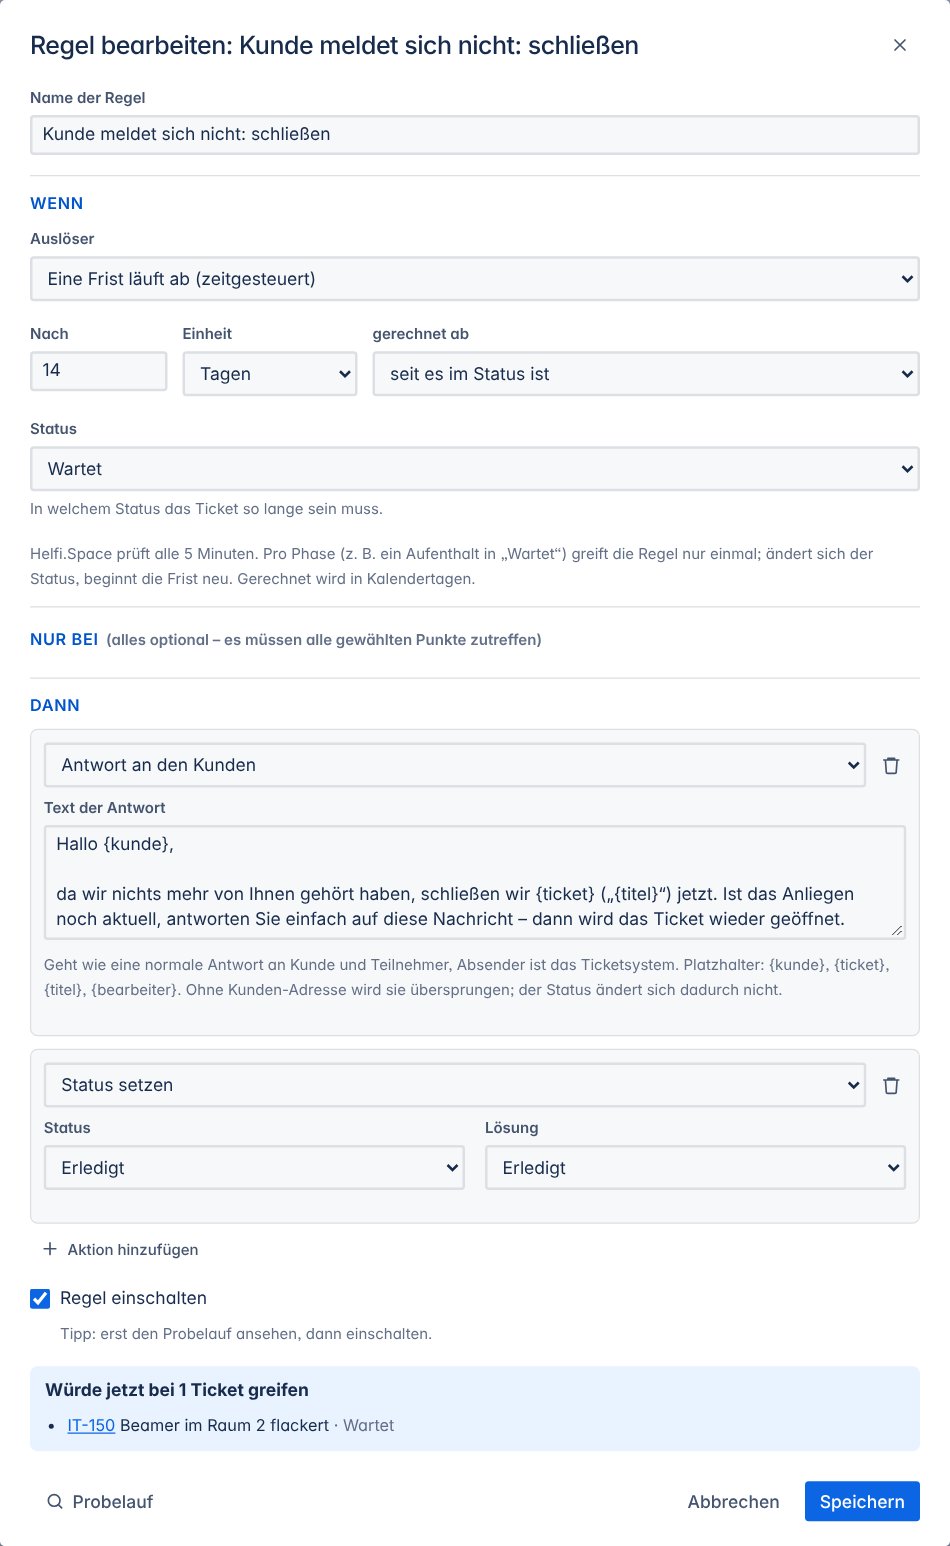 Regel bearbeiten: Kunde meldet sich nicht: schließen
Name der Regel
Kunde meldet sich nicht: schließen
WENN
Auslöser
Eine Frist läuft ab (zeitgesteuert)
Nach Einheit gerechnet ab
14 Tagen seit es im Status ist
Status
Wartet
In welchem Status das Ticket so lange sein muss.
Helfi.Space prüft alle 5 Minuten. Pro Phase (z. B. ein Aufenthalt in „Wartet“) greift die Regel nur einmal; ändert sich der
Status, beginnt die Frist neu. Gerechnet wird in Kalendertagen.
NUR BEI (alles optional – es müssen alle gewählten Punkte zutreffen)
DANN
Antwort an den Kunden
Text der Antwort
Hallo {kunde},
da wir nichts mehr von Ihnen gehört haben, schließen wir {ticket} („{titel}“) jetzt. Ist das Anliegen
noch aktuell, antworten Sie einfach auf diese Nachricht – dann wird das Ticket wieder geöffnet.
Geht wie eine normale Antwort an Kunde und Teilnehmer, Absender ist das Ticketsystem. Platzhalter: {kunde}, {ticket},
{titel}, {bearbeiter}. Ohne Kunden-Adresse wird sie übersprungen; der Status ändert sich dadurch nicht.
Status setzen
Status Lösung
Erledigt Erledigt
Aktion hinzufügen
Regel einschalten
Tipp: erst den Probelauf ansehen, dann einschalten.
Würde jetzt bei 1 Ticket greifen
• IT-150 Beamer im Raum 2 flackert · Wartet
Probelauf Abbrechen Speichern